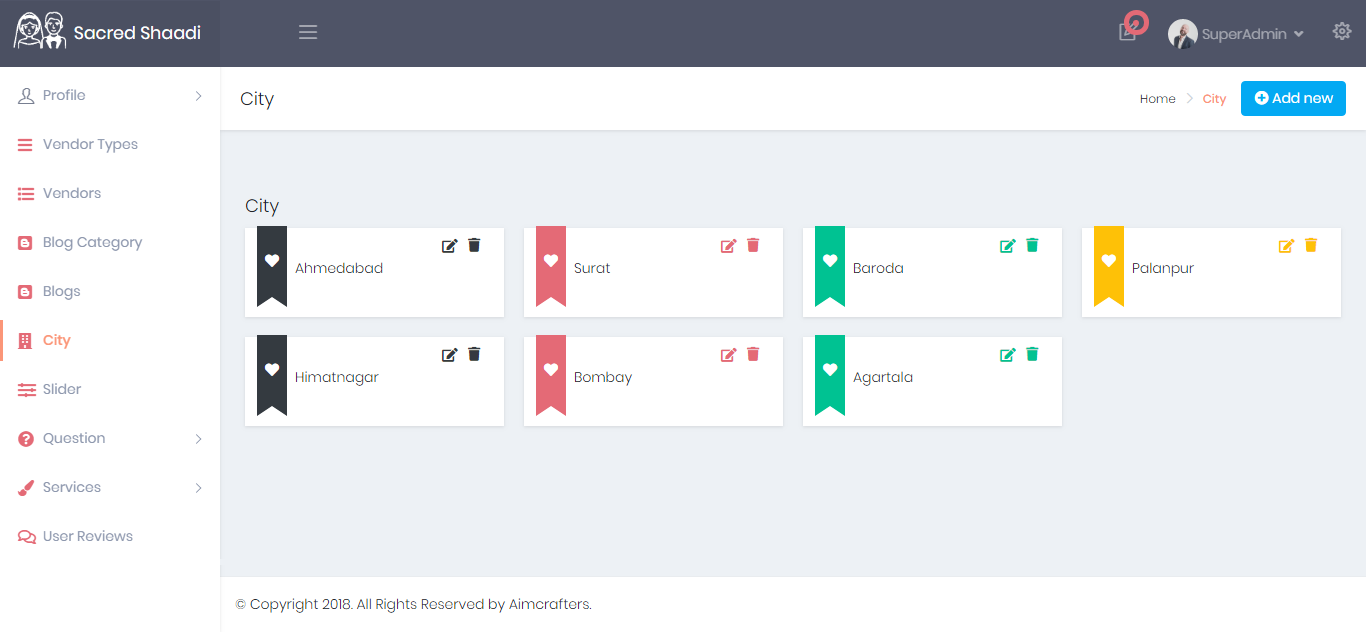 Sacred Shaadi
SuperAdmin
Profile
Vendor Types
Vendors
Blog Category
Blogs
City
Slider
Question
Services
User Reviews
City
Home City
Add new
City
Ahmedabad
Surat
Baroda
Palanpur
Himatnagar
Bombay
Agartala
© Copyright 2018. All Rights Reserved by Aimcrafters.